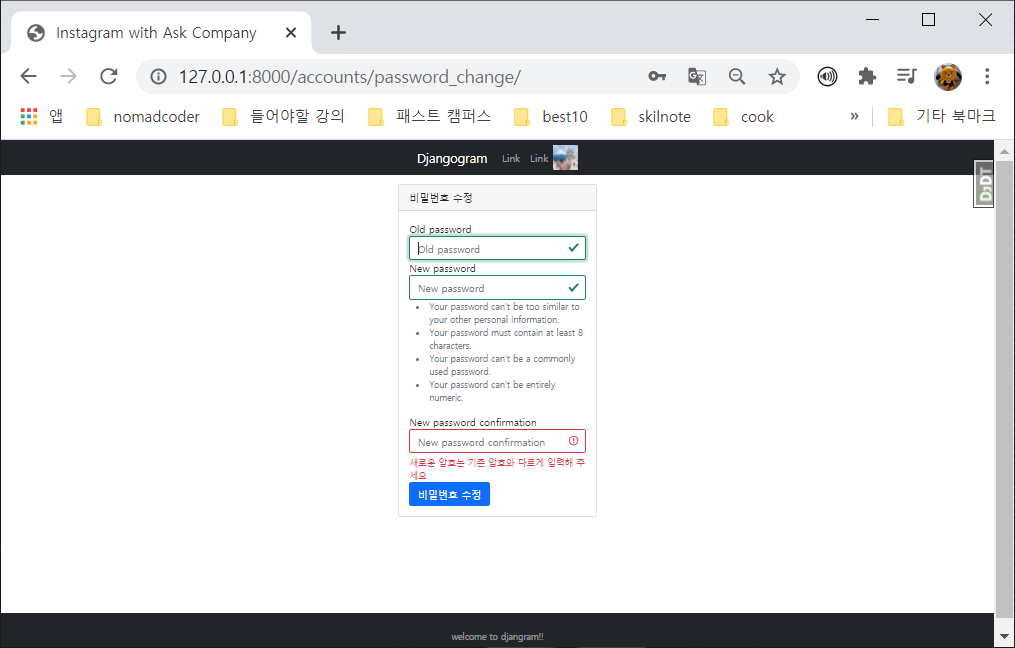 Instagram with Ask Company
127.0.0.1:8000/accounts/password_change/
앱 nomadcoder 들어야할 강의 패스트 캠퍼스 best10 skilnote cook » 기타 북마크
Djangogram Link Link
DJDT
비밀번호 수정
Old password
Old password
New password
New password
Your password can't be too similar to
your other personal information.
Your password must contain at least 8
characters.
Your password can't be a commonly
used password.
Your password can't be entirely
numeric.
New password confirmation
New password confirmation
새로운 암호는 기존 암호와 다르게 입력해 주
세요
비밀번호 수정
welcome to djangram!!